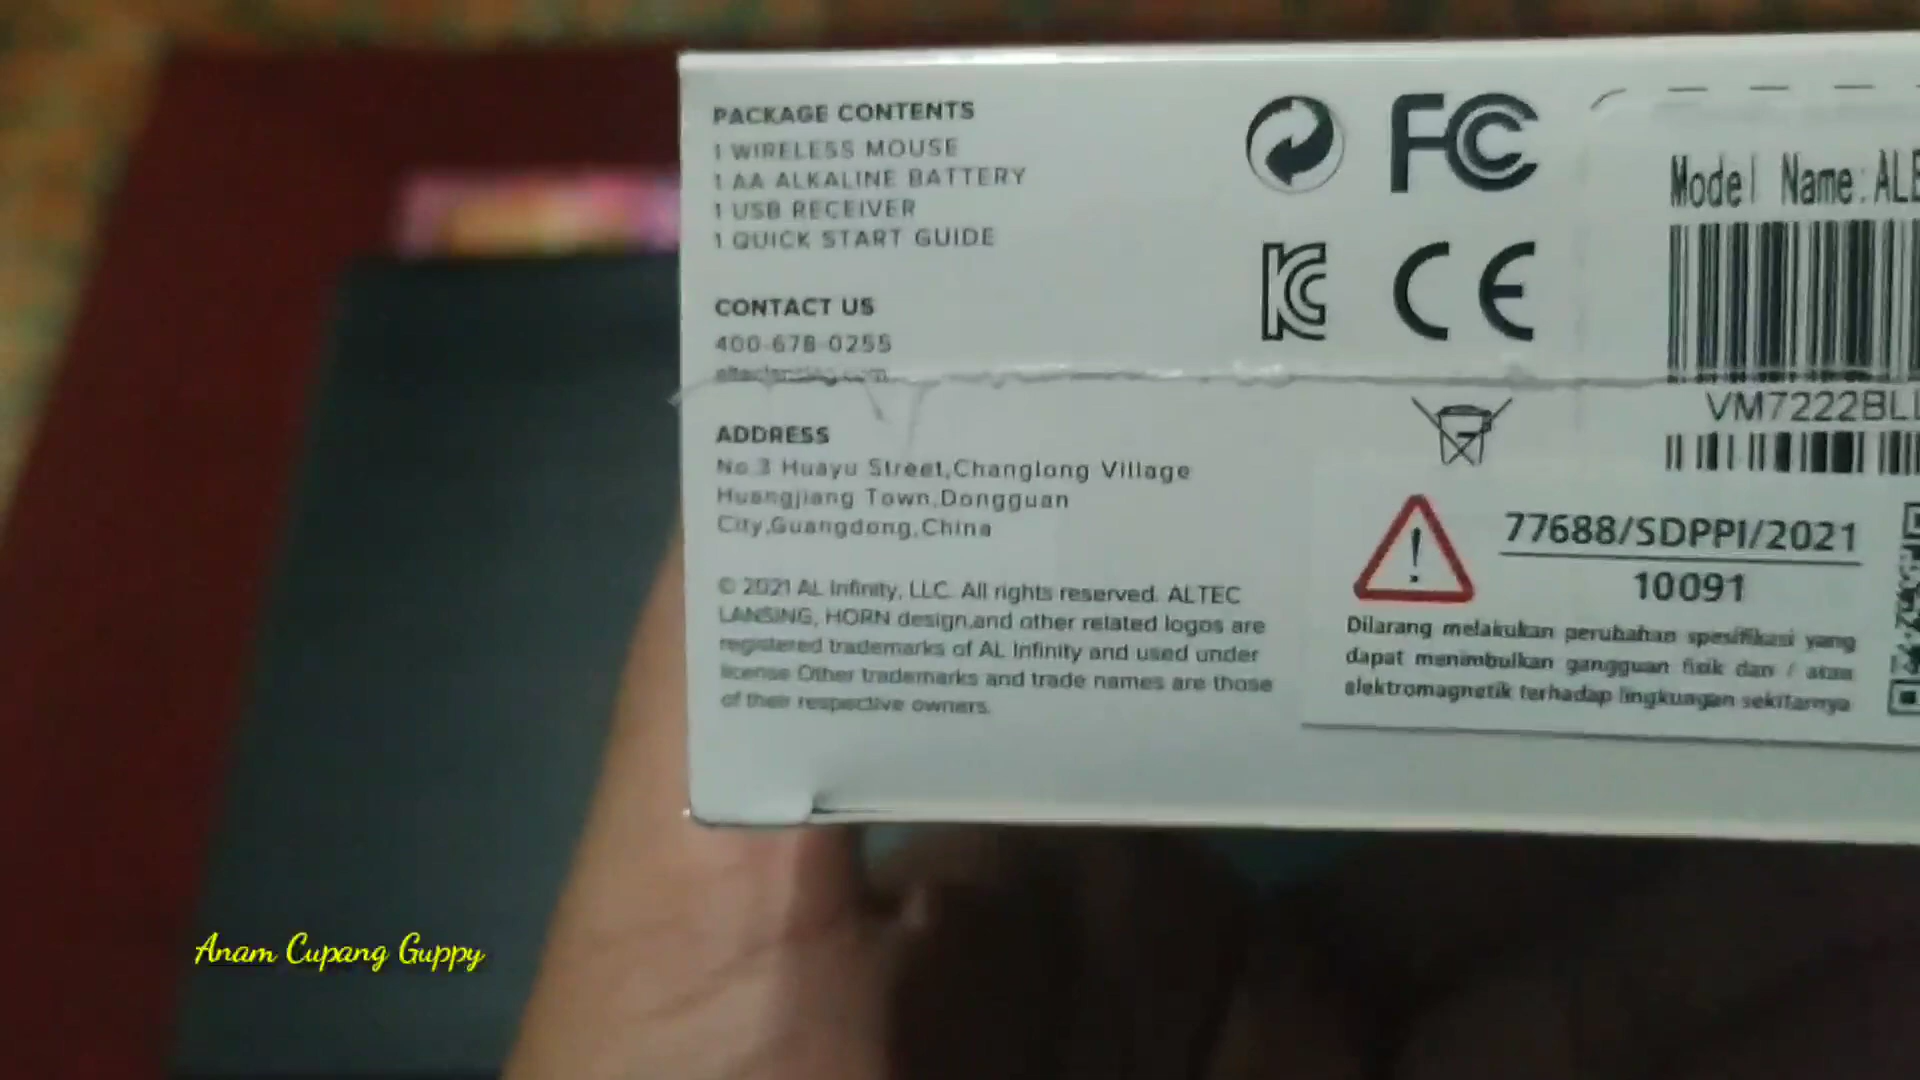 PACKAGE CONTENTS
1 WIRELESS MOUSE
1 AA ALKALINE BATTERY
1 USB RECEIVER
1 QUICK START GUIDE
CONTACT US
400-678-0255
ADDRESS
No.3 Huayu Street,Changlong Village
Huangjiang Town,Dongguan
City,Guangdong,China
© 2021 AL Infinity, LLC. All rights reserved. ALTEC
LANSING, HORN design,and other related logos are
registered trademarks of AL Infinity and used under
license Other trademarks and trade names are those
of their respective owners.
FC
CE
Model Name:
VM7222BL
77688/SDPPI/2021
10091
Dilarang melakukan perubahan spesifikasi yang
dapat menimbulkan gangguan fisik dan / atau
elektromagnetik terhadap lingkungan sekitarnya
Anam Cupang Guppy